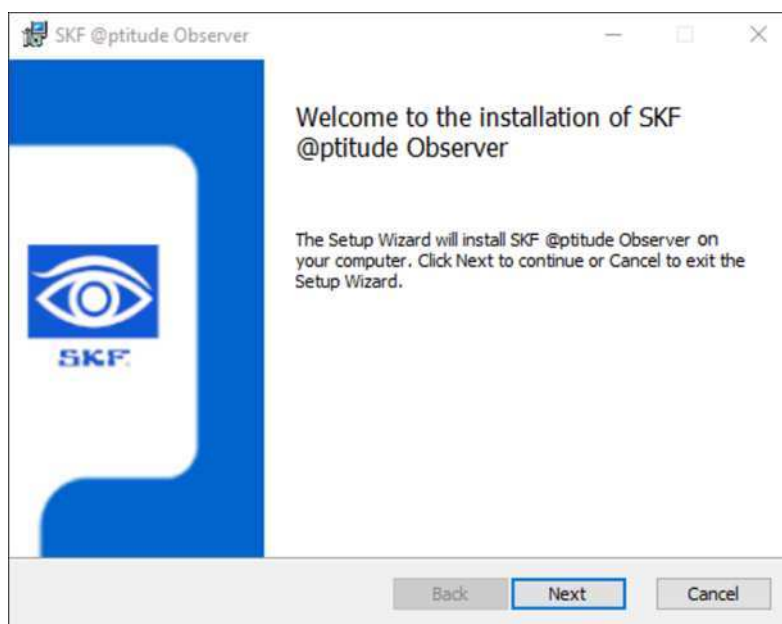 SKF @ptitude Observer
Welcome to the installation of SKF
@ptitude Observer
The Setup Wizard will install SKF @ptitude Observer on
your computer. Click Next to continue or Cancel to exit the
Setup Wizard.
SKF
Back
Next
Cancel